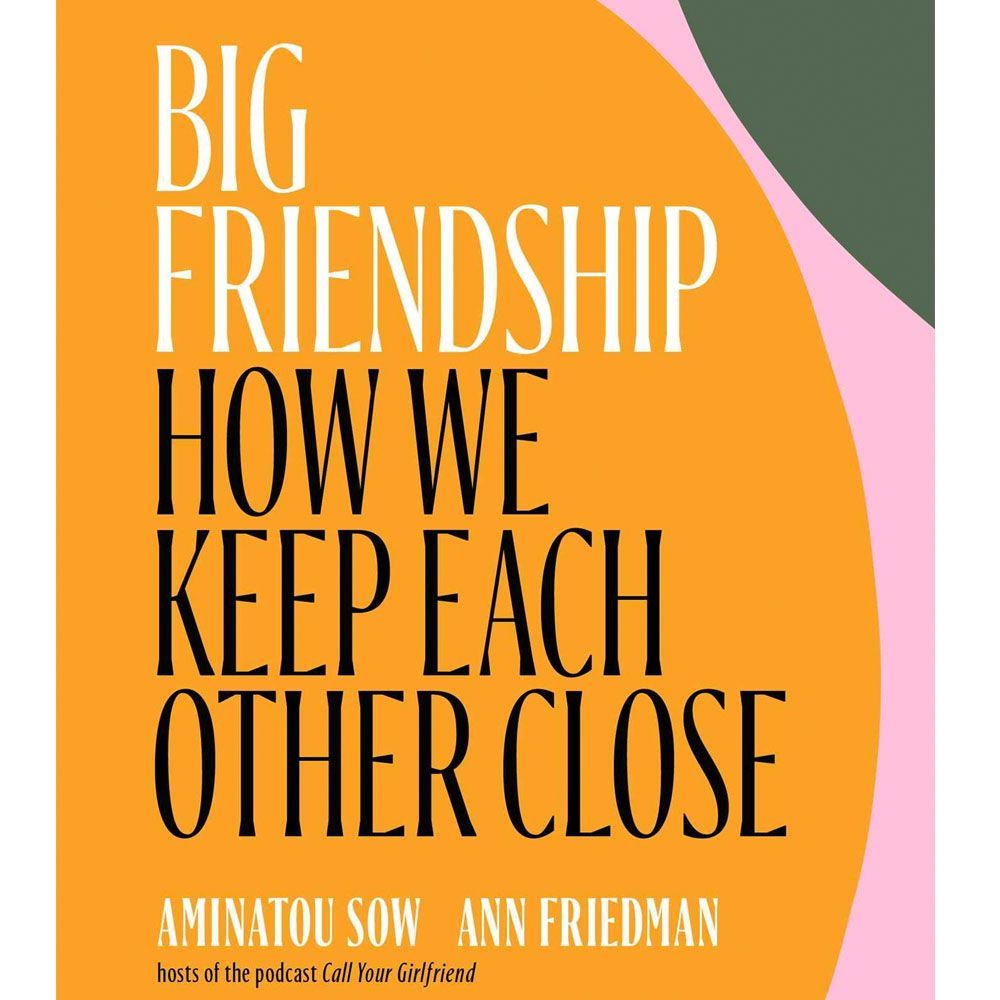 BIG
FRIENDSHIP
HOW WE
KEEP EACH
OTHER CLOSE
AMINATOU SOW ANN FRIEDMAN
hosts of the podcast Call Your Girlfriend